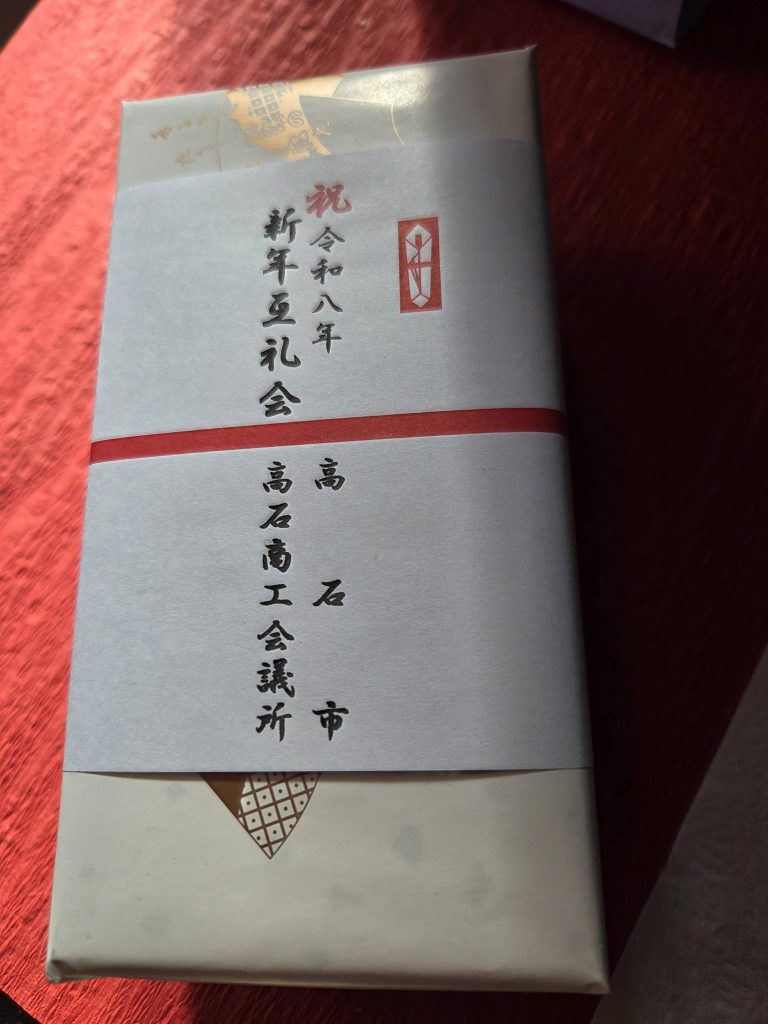 祝 令和八年
新年互礼会
高石市
高石商工会議所